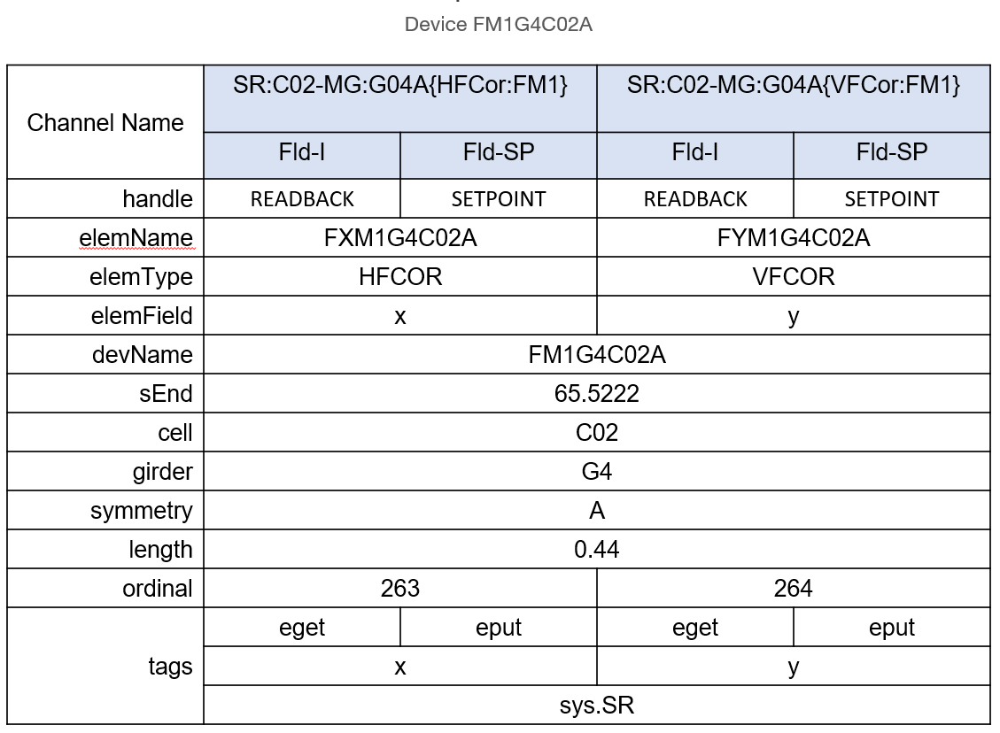 Device FM1G4C02A
Channel Name
SR:C02-MG:G04A{HFCor:FM1} SR:C02-MG:G04A{VFCor:FM1}
Fld-I Fld-SP Fld-I Fld-SP
handle READBACK SETPOINT READBACK SETPOINT
elemName FXM1G4C02A FYM1G4C02A
elemType HFCOR VFCOR
elemField x y
devName FM1G4C02A
sEnd 65.5222
cell C02
girder G4
symmetry A
length 0.44
ordinal 263 264
tags
eget eput eget eput
x y
sys.SR